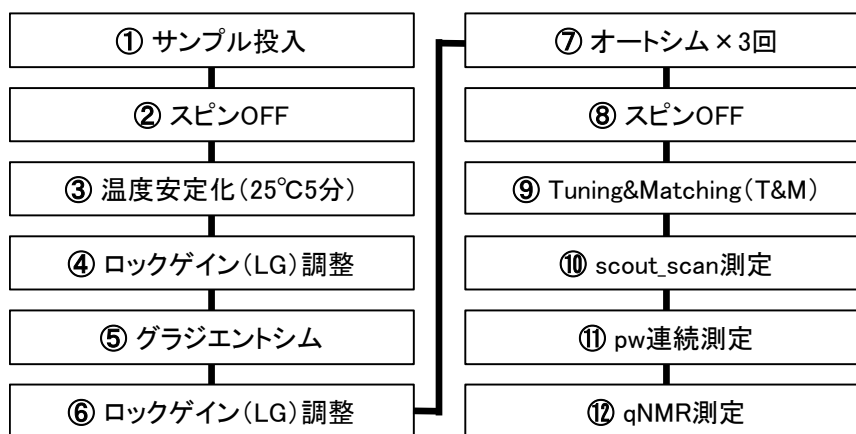 ① サンプル投入
② スピンOFF
③ 温度安定化(25℃5分)
④ ロックゲイン(LG)調整
⑤ グラジエントシム
⑥ ロックゲイン(LG)調整
⑦ オートシム×3回
⑧ スピンOFF
⑨ Tuning&Matching(T&M)
⑩ scout_scan測定
⑪ pw連続測定
⑫ qNMR測定